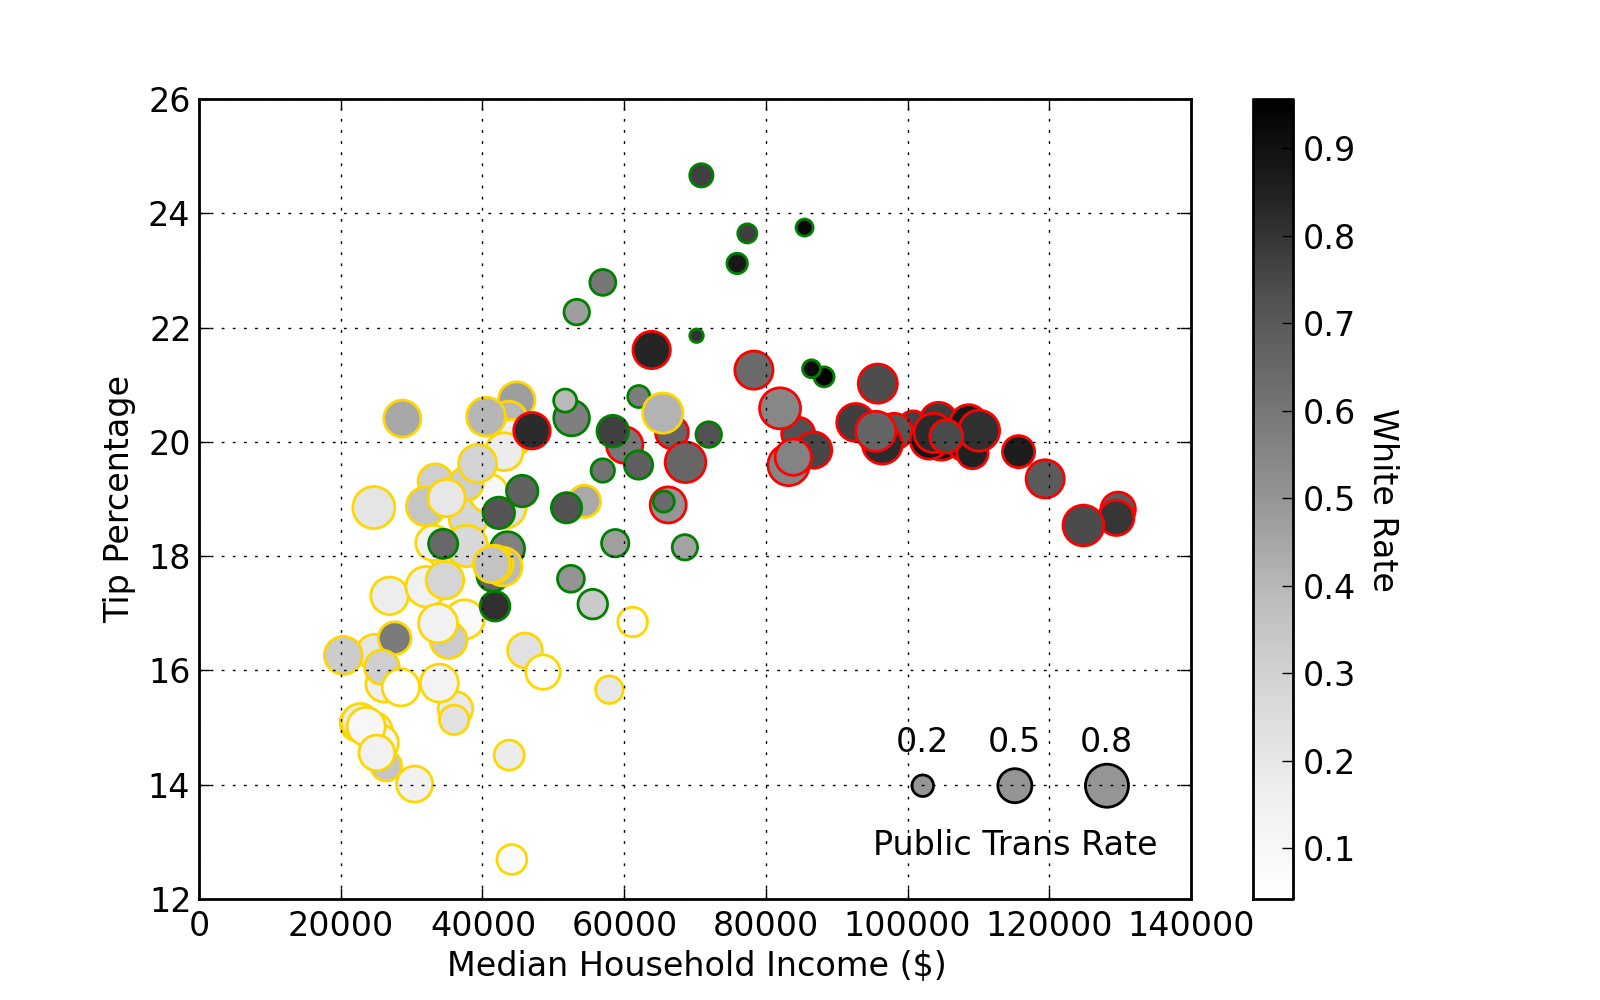 26
24
22
20
18
16
14
12
Tip Percentage
0 20000 40000 60000 80000 100000 120000 140000
Median Household Income ($)
0.2 0.5 0.8
Public Trans Rate
0.9
0.8
0.7
0.6
0.5
0.4
0.3
0.2
0.1
White Rate